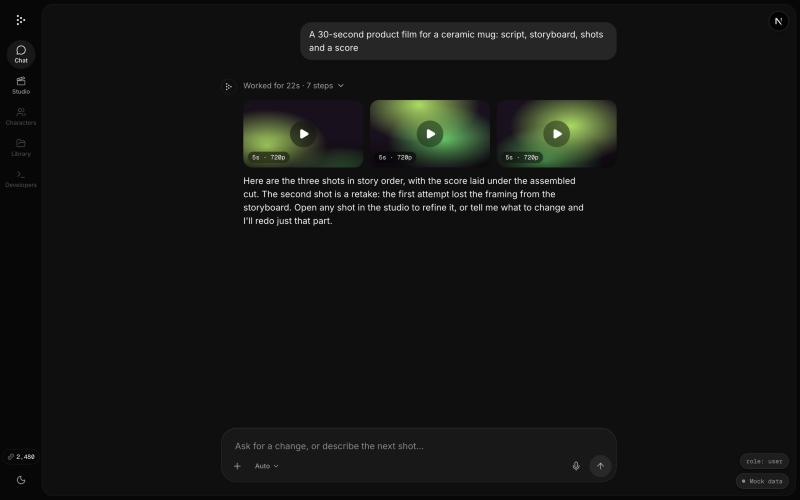 A 30-second product film for a ceramic mug: script, storyboard, shots
and a score
N
Chat
Studio
Characters
Library
Developers
Worked for 22s · 7 steps
5s · 720p
5s · 720p
5s · 720p
Here are the three shots in story order, with the score laid under the assembled
cut. The second shot is a retake: the first attempt lost the framing from the
storyboard. Open any shot in the studio to refine it, or tell me what to change and
I'll redo just that part.
Ask for a change, or describe the next shot...
Auto
2,480
role: user
Mock data